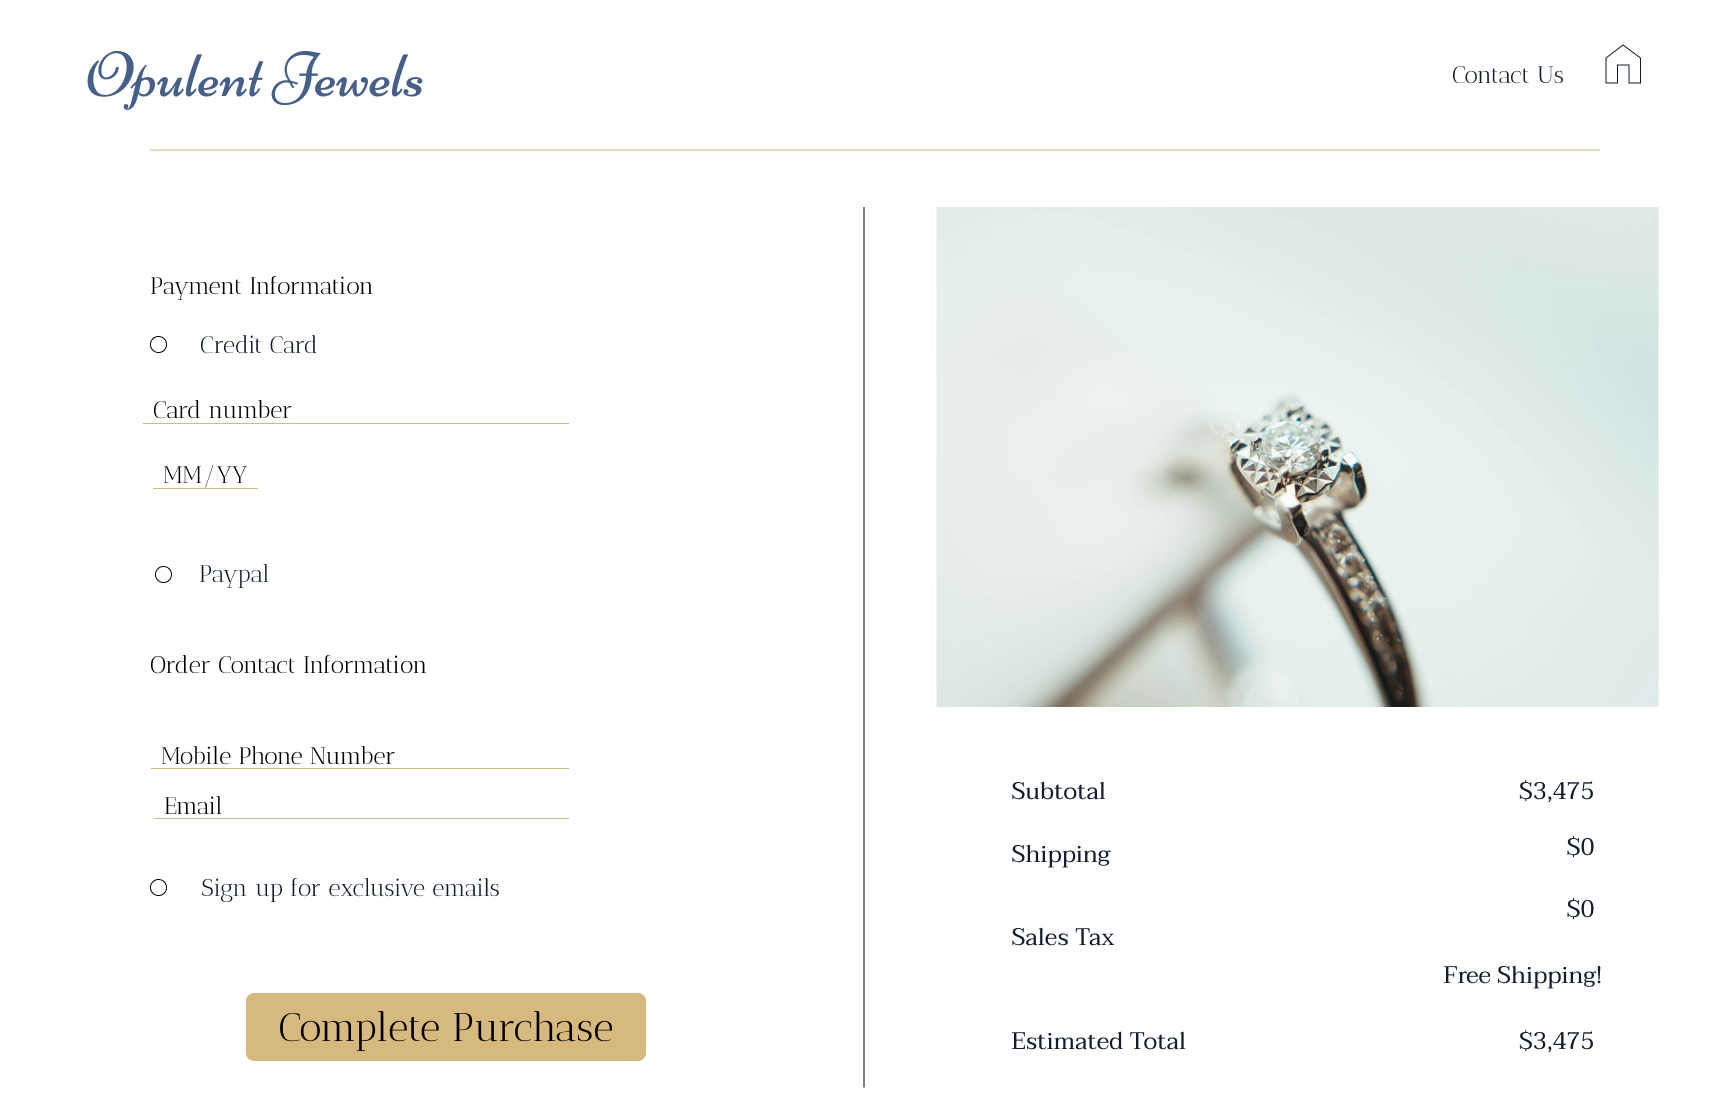 Opulent Jewels
Contact Us
Payment Information
Credit Card
Card number
MM/YY
Paypal
Order Contact Information
Mobile Phone Number
Email
Sign up for exclusive emails
Complete Purchase
Subtotal $3,475
Shipping $0
Sales Tax $0
Free Shipping!
Estimated Total $3,475